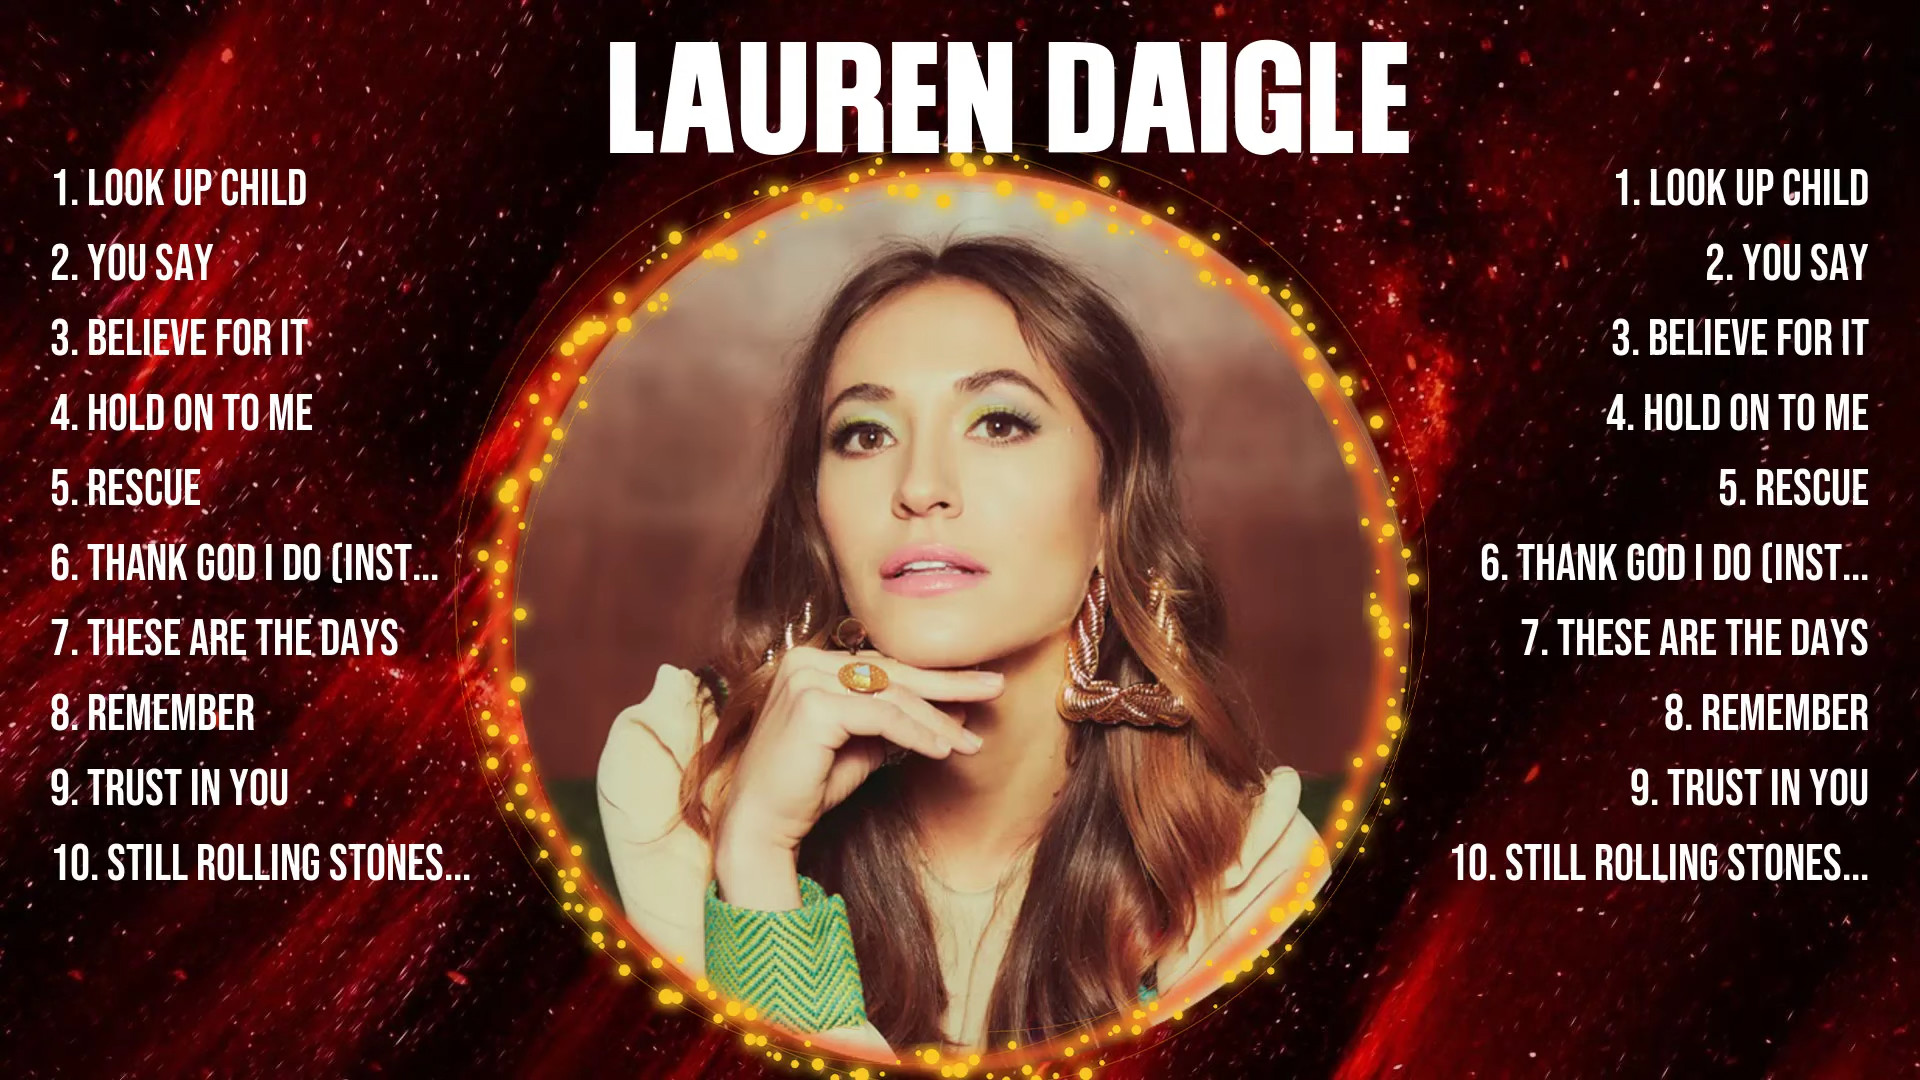 LAUREN DAIGLE
1. LOOK UP CHILD
2. YOU SAY
3. BELIEVE FOR IT
4. HOLD ON TO ME
5. RESCUE
6. THANK GOD I DO (INST...
7. THESE ARE THE DAYS
8. REMEMBER
9. TRUST IN YOU
10. STILL ROLLING STONES...
1. LOOK UP CHILD
2. YOU SAY
3. BELIEVE FOR IT
4. HOLD ON TO ME
5. RESCUE
6. THANK GOD I DO (INST...
7. THESE ARE THE DAYS
8. REMEMBER
9. TRUST IN YOU
10. STILL ROLLING STONES...